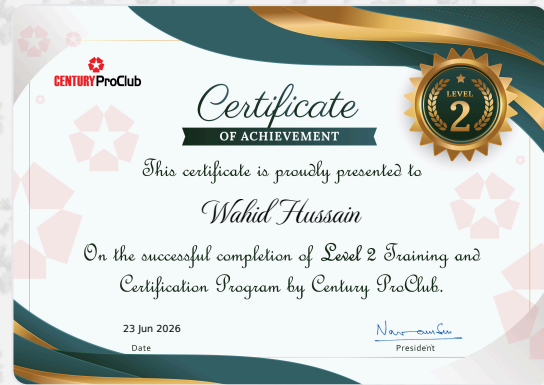 CENTURY ProClub
Certificate
OF ACHIEVEMENT
LEVEL
2
This certificate is proudly presented to
Wahid Hussain
On the successful completion of Level 2 Training and
Certification Program by Century ProClub.
23 Jun 2026
Date
President